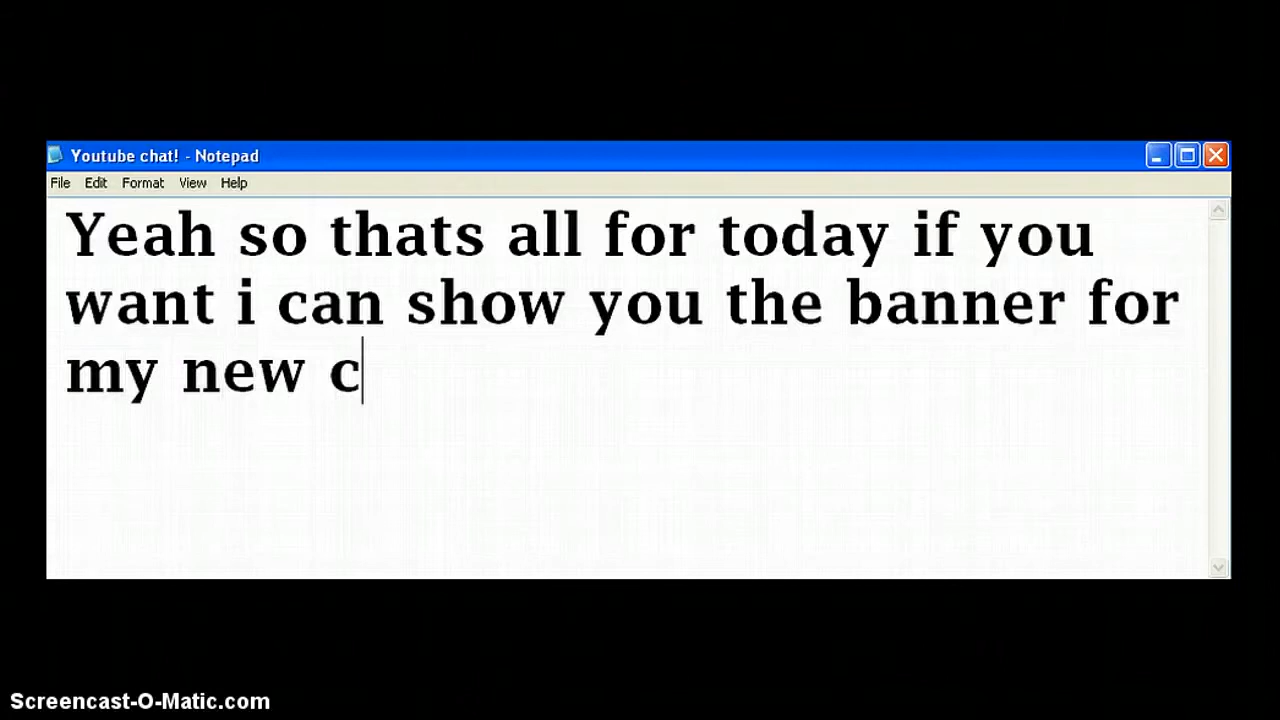 Youtube chat! - Notepad
File Edit Format View Help
Yeah so thats all for today if you
want i can show you the banner for
my new c
Screencast-O-Matic.com